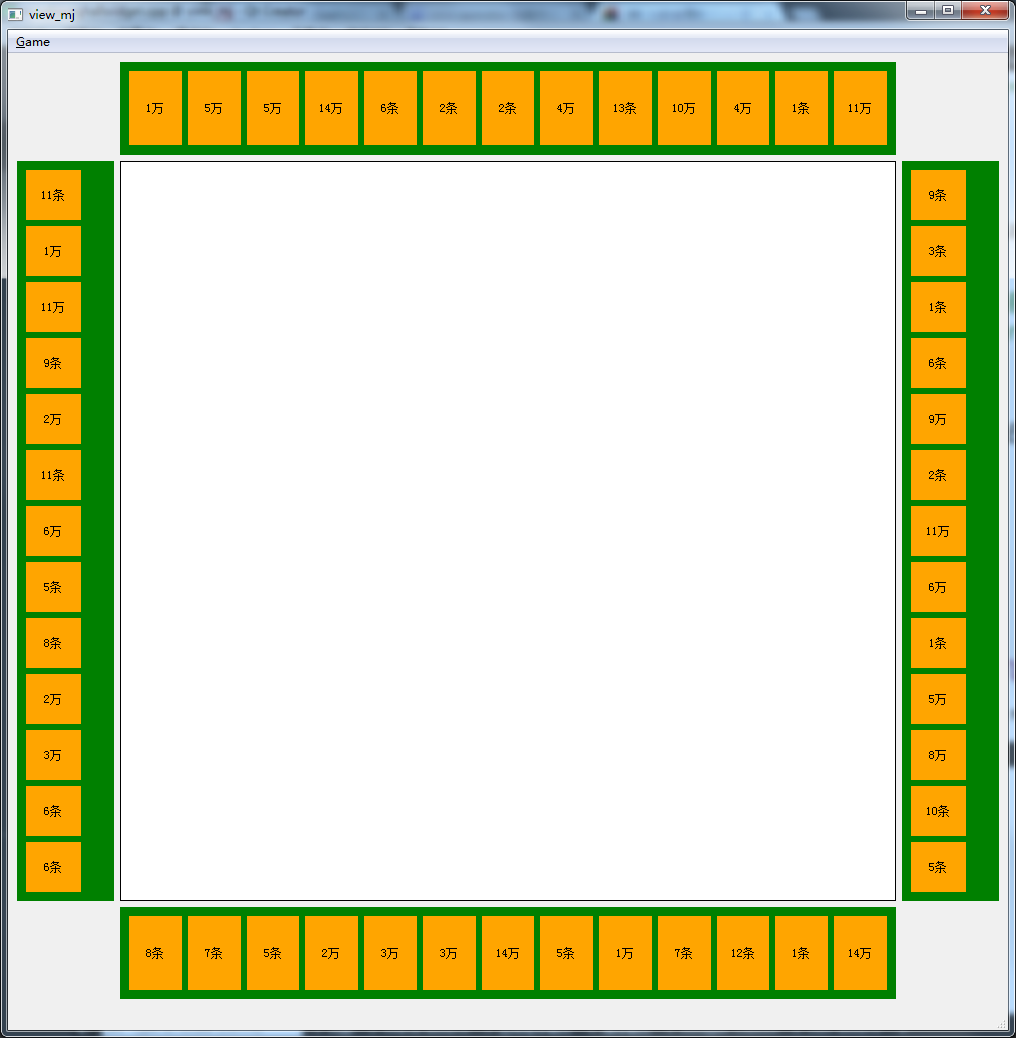 view_mj
Game
1万 5万 5万 14万 6条 2条 2条 4万 13条 10万 4万 1条 11万
11条
1万
11万
9条
2万
11条
6万
5条
8条
2万
3万
6条
6条
9条
3条
1条
6条
9万
2条
11万
6万
1条
5万
8万
10条
5条
8条 7条 5条 2万 3万 3万 14万 5条 1万 7条 12条 1条 14万